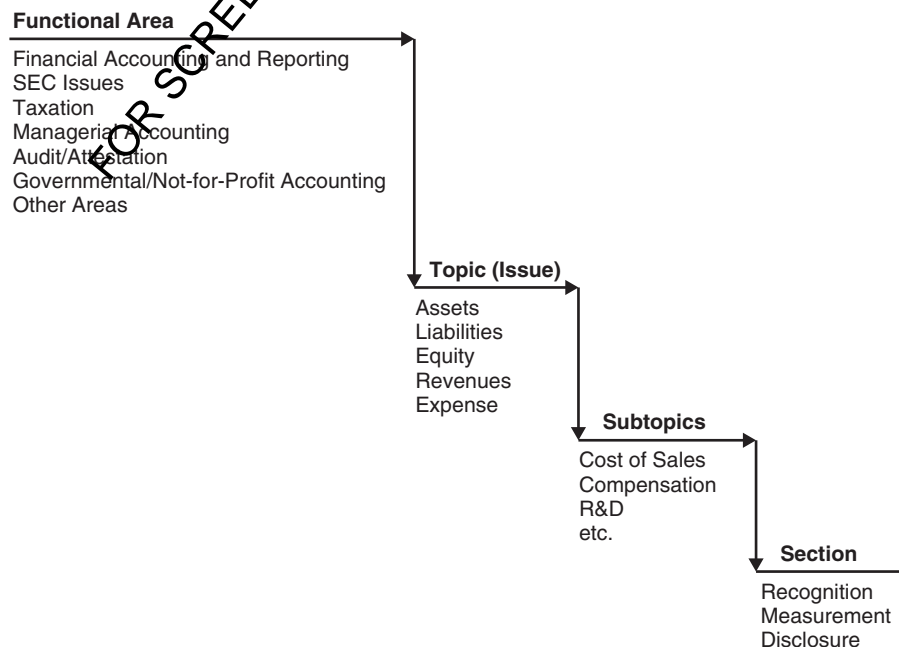 Functional Area
Financial Accounting and Reporting
SEC Issues
Taxation
Managerial Accounting
Audit/Attestation
Governmental/Not-for-Profit Accounting
Other Areas
Topic (Issue)
Assets
Liabilities
Equity
Revenues
Expense
Subtopics
Cost of Sales
Compensation
R&D
etc.
Section
Recognition
Measurement
Disclosure
FOR